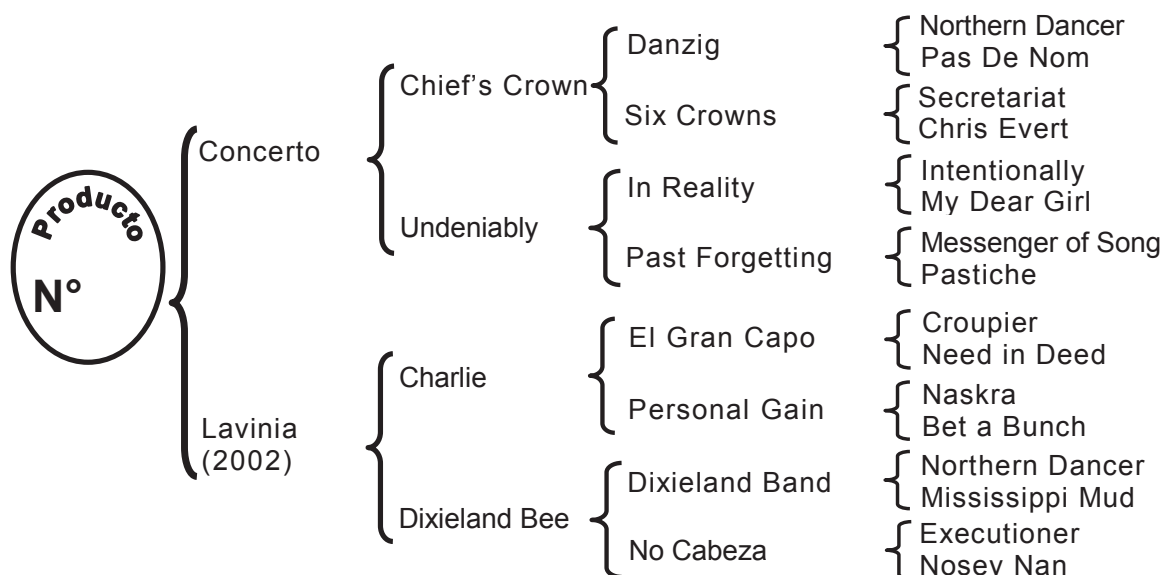 Producto
N°
Concerto
Lavinia
(2002)
Chief's Crown
Undeniably
Charlie
Dixieland Bee
Danzig
Six Crowns
In Reality
Past Forgetting
El Gran Capo
Personal Gain
Dixieland Band
No Cabeza
Northern Dancer
Pas De Nom
Secretariat
Chris Evert
Intentionally
My Dear Girl
Messenger of Song
Pastiche
Croupier
Need in Deed
Naskra
Bet a Bunch
Northern Dancer
Mississippi Mud
Executioner
Nosey Nan